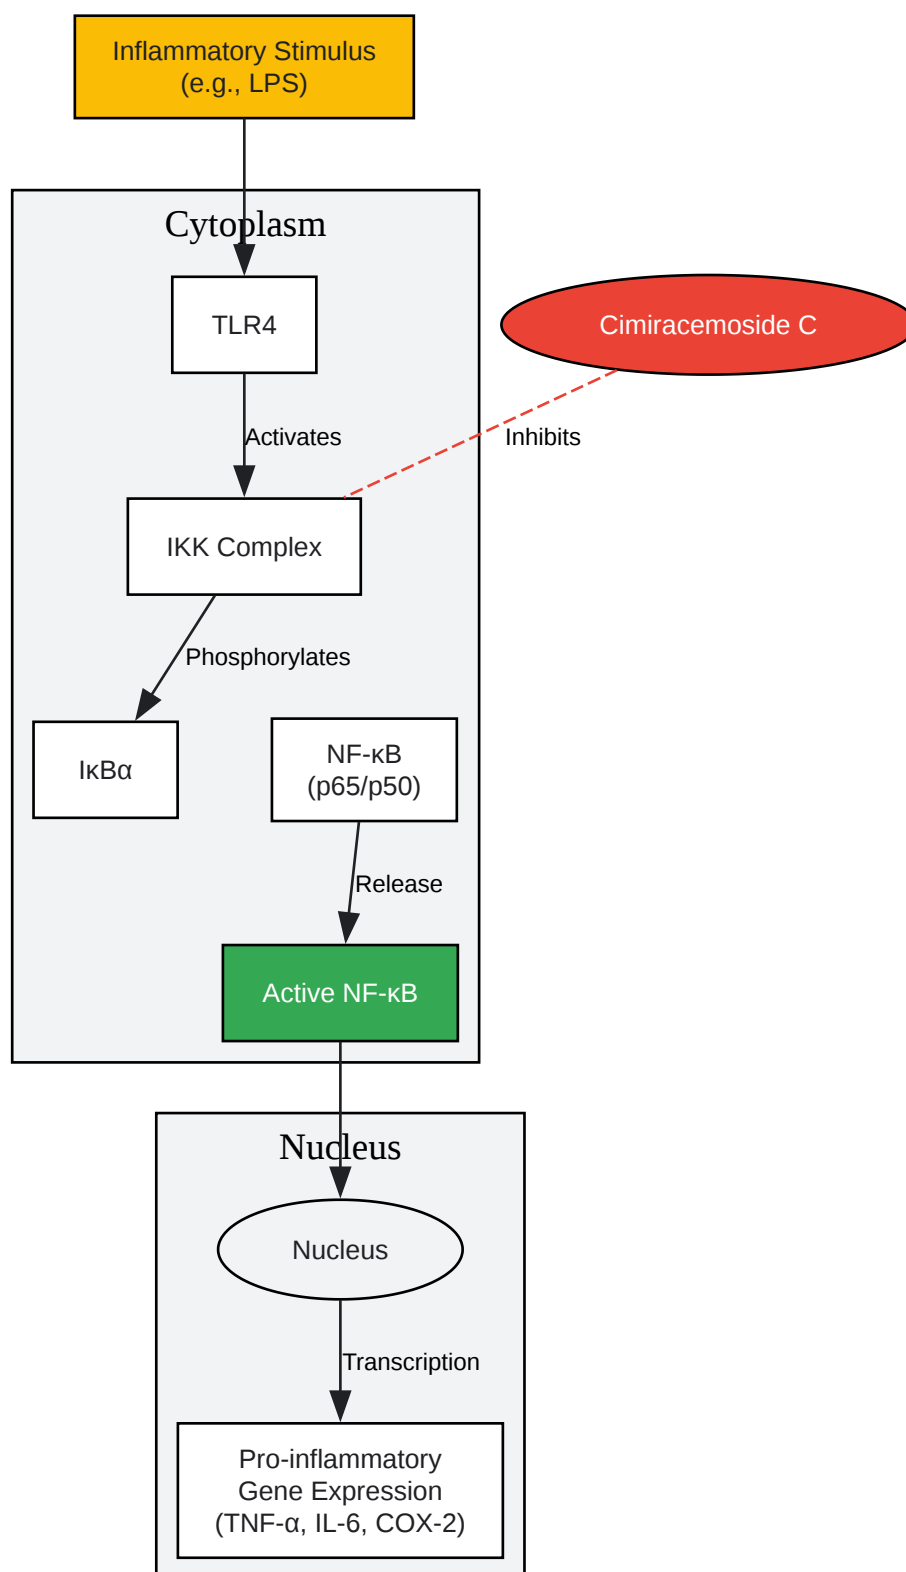 Inflammatory Stimulus
(e.g., LPS)
Cytoplasm
TLR4
Cimiracemoside C
Activates
Inhibits
IKK Complex
Phosphorylates
IκBα
NF-κB
(p65/p50)
Release
Active NF-κB
Nucleus
Nucleus
Transcription
Pro-inflammatory
Gene Expression
(TNF-α, IL-6, COX-2)